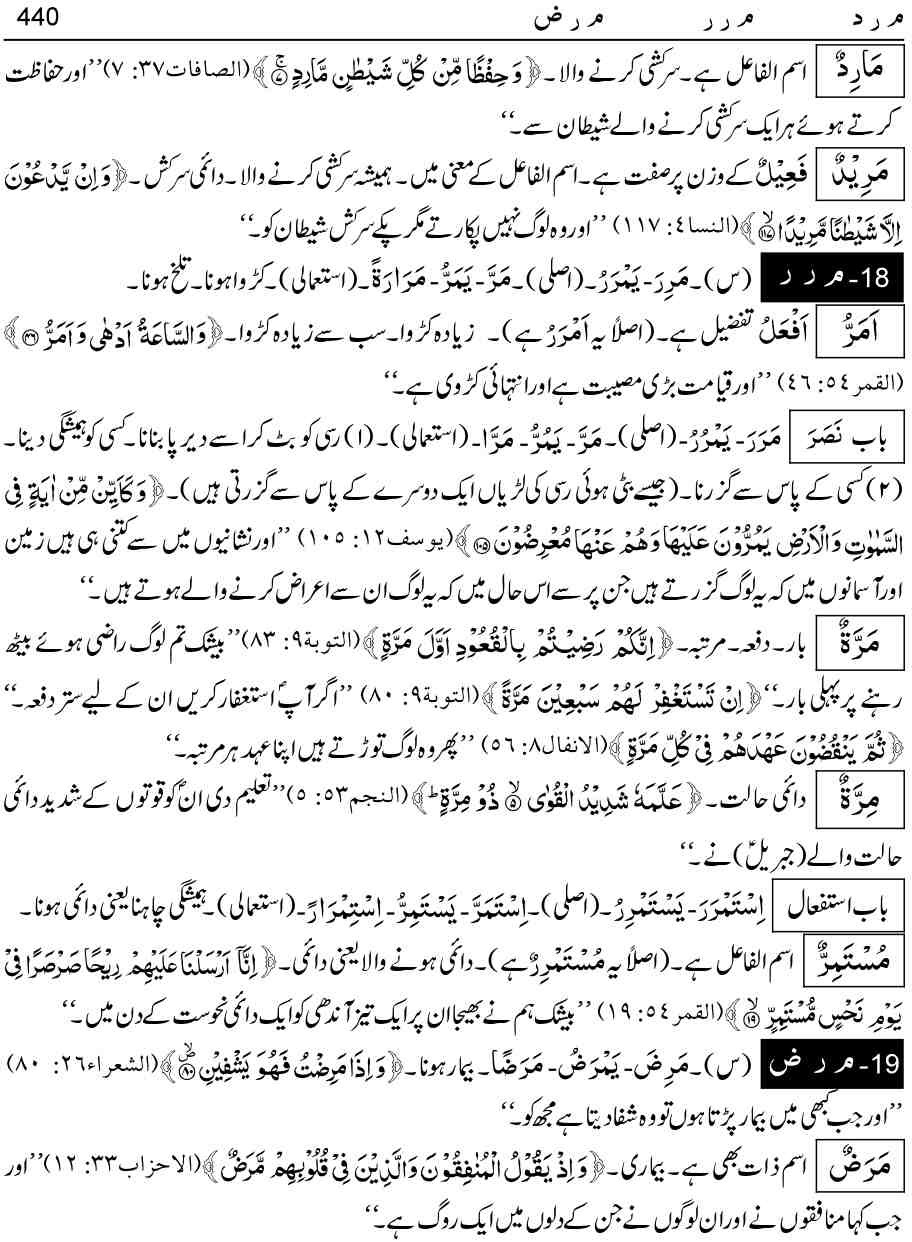 م ر د م ر ر م ر ض 440
مَارِدٌ اسم الفاعل ہے۔سرکشی کرنے والا۔﴿وَحِفْظًا مِّنْ كُلِّ شَيْطٰنٍ مَّارِدٍ ۚ﴿۷﴾﴾(الصافات۳۷: ۷)’’اور حفاظت
کرتے ہوئے ہر ایک سرکشی کرنے والے شیطان سے۔‘‘
مَرِيْدٌ فَعِيْلٌ کے وزن پر صفت ہے۔اسم الفاعل کے معنی میں۔ہمیشہ سرکشی کرنے والا۔دائمی سرکش۔﴿وَاِنْ يَّدْعُوْنَ
اِلَّا شَيْطٰنًا مَّرِيْدًا ۙ﴿۱۱۷﴾﴾(النسا۴: ۱۱۷) ’’اور وہ لوگ نہیں پکارتے مگر پکے سرکش شیطان کو۔‘‘
18- م ر ر (س)۔مَرِرَ- يَمْرَرُ۔(اصلی)۔مَرَّ- يَمَرُّ- مَرَارَةً۔(استعمالی)۔کڑوا ہونا۔تلخ ہونا۔
اَمَرُّ اَفْعَلُ تفضیل ہے۔(اصلاً یہ اَمْرَرُ ہے)۔ زیادہ کڑوا۔سب سے زیادہ کڑوا۔﴿وَالسَّاعَةُ اَدْهٰى وَاَمَرُّ ﴿۴۶﴾﴾
(القمر۵۴: ۴۶) ’’اور قیامت بڑی مصیبت ہے اور انتہائی کڑوی ہے۔‘‘
باب نَصَرَ مَرَرَ- يَمْرُرُ-(اصلی)۔مَرَّ- يَمُرُّ- مَرًّا۔(استعمالی)۔(۱) رسی کو بٹ کر اسے دیر پا بنانا۔کسی کو ہمیشگی دینا۔
(۲) کسی کے پاس سے گزرنا۔(جیسے بٹی ہوئی رسی کی لڑیاں ایک دوسرے کے پاس سے گزرتی ہیں)۔﴿وَكَاَيِّنْ مِّنْ اٰيَةٍ فِى
السَّمٰوٰتِ وَالْاَرْضِ يَمُرُّوْنَ عَلَيْهَا وَهُمْ عَنْهَا مُعْرِضُوْنَ ﴿۱۰۵﴾﴾(یوسف۱۲: ۱۰۵) ’’اور نشانیوں میں سے کتنی ہی ہیں زمین
اور آسمانوں میں کہ یہ لوگ گزرتے ہیں جن پر سے اس حال میں کہ یہ لوگ ان سے اعراض کرنے والے ہوتے ہیں۔‘‘
مَرَّةٌ بار۔دفعہ۔مرتبہ۔﴿اِنَّكُمْ رَضِيْتُمْ بِالْقُعُوْدِ اَوَّلَ مَرَّةٍ﴾(التوبة۹: ۸۳)’’بیشک تم لوگ راضی ہوئے بیٹھ
رہنے پر پہلی بار۔‘‘﴿اِنْ تَسْتَغْفِرْ لَهُمْ سَبْعِيْنَ مَرَّةً﴾(التوبة۹: ۸۰) ’’اگر آپؐ استغفار کریں ان کے لیے ستر دفعہ۔‘‘
﴿ثُمَّ يَنْقُضُوْنَ عَهْدَهُمْ فِىْ كُلِّ مَرَّةٍ﴾(الانفال۸: ۵۶) ’’پھر وہ لوگ توڑتے ہیں اپنا عہد ہر مرتبہ۔‘‘
مِرَّةٌ دائمی حالت۔﴿عَلَّمَهٗ شَدِيْدُ الْقُوٰى ۙ﴿۵﴾ ذُوْ مِرَّةٍ ؕ﴾(النجم۵۳: ۵)’’تعلیم دی انؐ کو قوتوں کے شدید دائمی
حالت والے (جبریلؑ) نے۔‘‘
باب استفعال اِسْتَمْرَرَ- يَسْتَمْرِرُ۔(اصلی)۔اِسْتَمَرَّ- يَسْتَمِرُّ- اِسْتِمْرَارً۔(استعمالی)۔ہمیشگی چاہنا یعنی دائمی ہونا۔
مُسْتَمِرٌّ اسم الفاعل ہے۔(اصلاً یہ مُسْتَمْرِرٌ ہے)۔دائمی ہونے والا یعنی دائمی۔﴿اِنَّاۤ اَرْسَلْنَا عَلَيْهِمْ رِيْحًا صَرْصَرًا فِىْ
يَوْمِ نَحْسٍ مُّسْتَمِرٍّ ۙ﴿۱۹﴾﴾(القمر۵۴: ۱۹) ’’بیشک ہم نے بھیجا ان پر ایک تیز آندھی کو ایک دائمی نحوست کے دن میں۔‘‘
19- م ر ض (س)۔مَرِضَ- يَمْرَضُ- مَرَضًا۔بیمار ہونا۔﴿وَاِذَا مَرِضْتُ فَهُوَ يَشْفِيْنِ ۙ﴿۸۰﴾﴾(الشعراء۲۶: ۸۰)
’’اور جب کبھی میں بیمار پڑتا ہوں تو وہ شفا دیتا ہے مجھ کو۔‘‘
مَرَضٌ اسم ذات بھی ہے۔بیماری۔﴿وَاِذْ يَقُوْلُ الْمُنٰفِقُوْنَ وَالَّذِيْنَ فِىْ قُلُوْبِهِمْ مَّرَضٌ﴾(الاحزاب۳۳: ۱۲)’’اور
جب کہا منافقوں نے اور ان لوگوں نے جن کے دلوں میں ایک روگ ہے۔‘‘